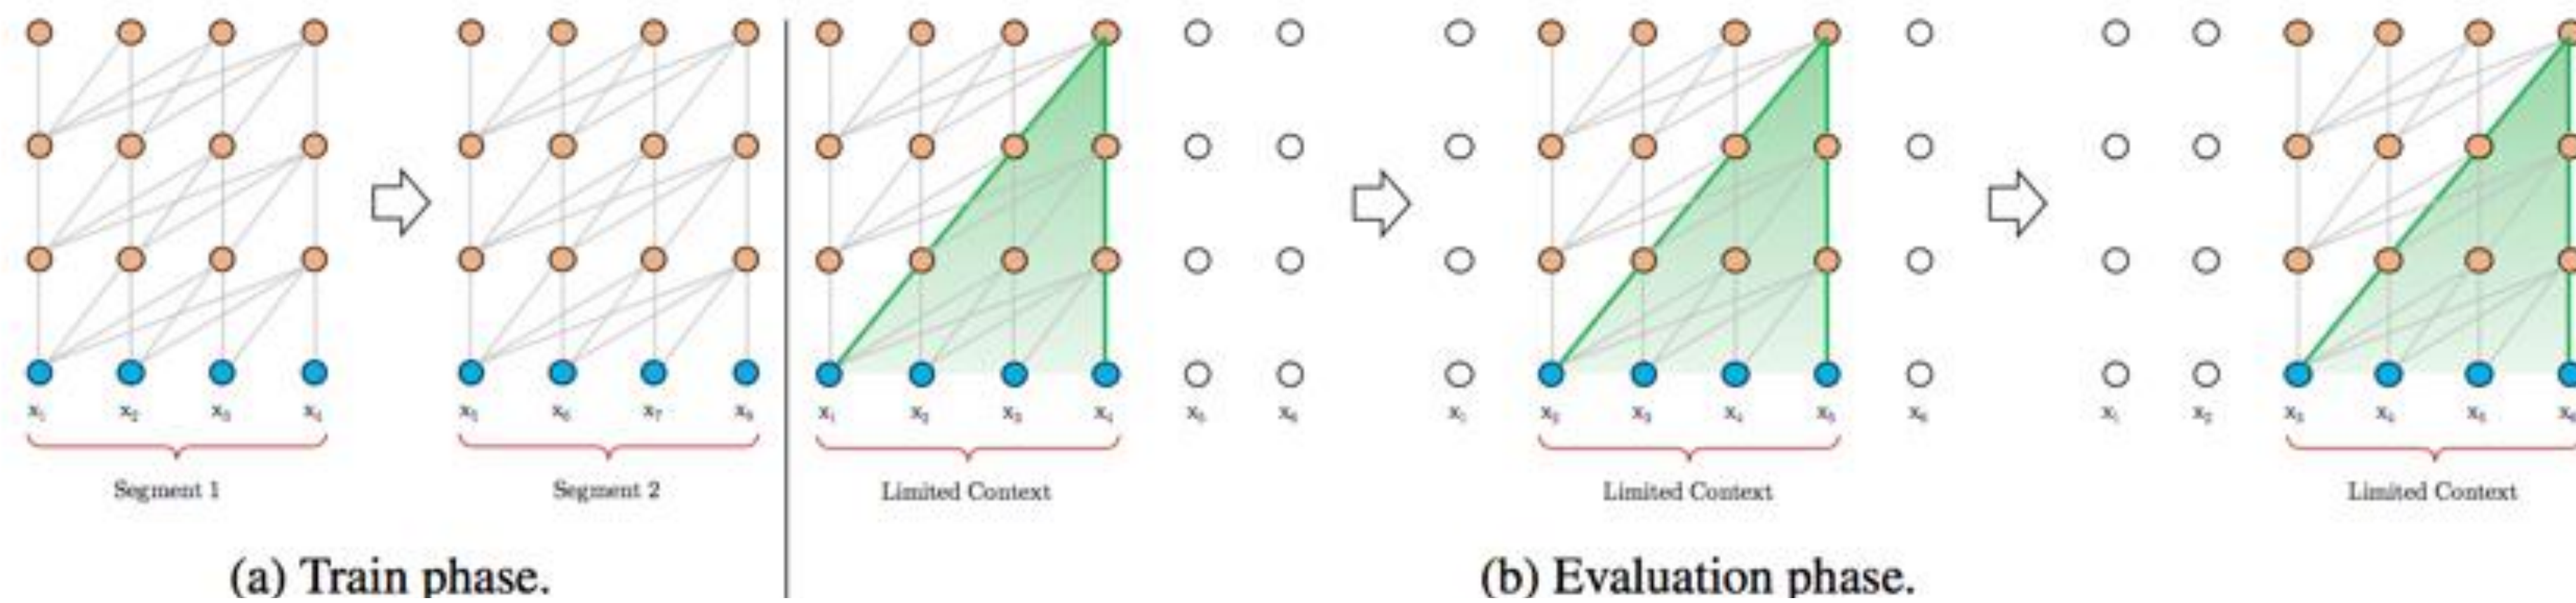 x₁ x₂ x₃ x₄ x₅ x₆ x₇ x₈ x₁ x₂ x₃ x₄ x₅ x₆ x₁ x₂ x₃ x₄ x₅ x₆ x₁ x₂ x₃ x₄ x₅ x₆
Segment 1 Segment 2 Limited Context Limited Context Limited Context
(a) Train phase. (b) Evaluation phase.